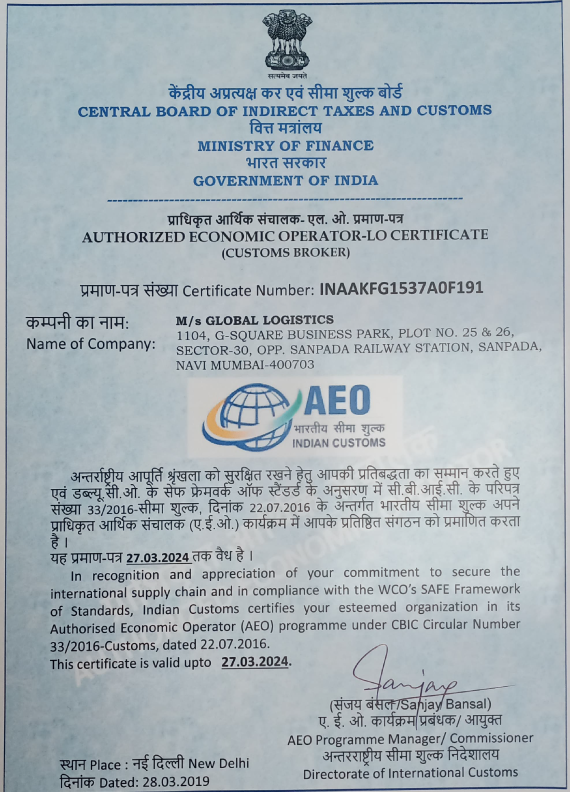 सत्यमेव जयते
केंद्रीय अप्रत्यक्ष कर एवं सीमा शुल्क बोर्ड
CENTRAL BOARD OF INDIRECT TAXES AND CUSTOMS
वित्त मत्रांलय
MINISTRY OF FINANCE
भारत सरकार
GOVERNMENT OF INDIA
प्राधिकृत आर्थिक संचालक- एल. ओ. प्रमाण-पत्र
AUTHORIZED ECONOMIC OPERATOR-LO CERTIFICATE
(CUSTOMS BROKER)
प्रमाण-पत्र संख्या Certificate Number: INAAKFG1537A0F191
कम्पनी का नाम:
Name of Company:
M/s GLOBAL LOGISTICS
1104, G-SQUARE BUSINESS PARK, PLOT NO. 25 & 26,
SECTOR-30, OPP. SANPADA RAILWAY STATION, SANPADA,
NAVI MUMBAI-400703
AEO
भारतीय सीमा शुल्क
INDIAN CUSTOMS
अन्तर्राष्ट्रीय आपूर्ति श्रृंखला को सुरक्षित रखने हेतु आपकी प्रतिबद्धता का सम्मान करते हुए
एवं डब्ल्यू.सी.ओ. के सेफ फ्रेमवर्क ऑफ स्टैंडर्ड के अनुसरण में सी.बी.आई.सी. के परिपत्र
संख्या 33/2016-सीमा शुल्क, दिनांक 22.07.2016 के अन्तर्गत भारतीय सीमा शुल्क अपने
प्राधिकृत आर्थिक संचालक (ए.ई.ओ.) कार्यक्रम में आपके प्रतिष्ठित संगठन को प्रमाणित करता
है ।
यह प्रमाण-पत्र 27.03.2024 तक वैध है ।
In recognition and appreciation of your commitment to secure the
international supply chain and in compliance with the WCO's SAFE Framework
of Standards, Indian Customs certifies your esteemed organization in its
Authorised Economic Operator (AEO) programme under CBIC Circular Number
33/2016-Customs, dated 22.07.2016.
This certificate is valid upto 27.03.2024.
Sanjay
(संजय बंसल/Sanjay Bansal)
ए. ई. ओ. कार्यक्रम प्रबंधक/ आयुक्त
AEO Programme Manager/ Commissioner
अन्तरराष्ट्रीय सीमा शुल्क निदेशालय
Directorate of International Customs
स्थान Place : नई दिल्ली New Delhi
दिनांक Dated: 28.03.2019